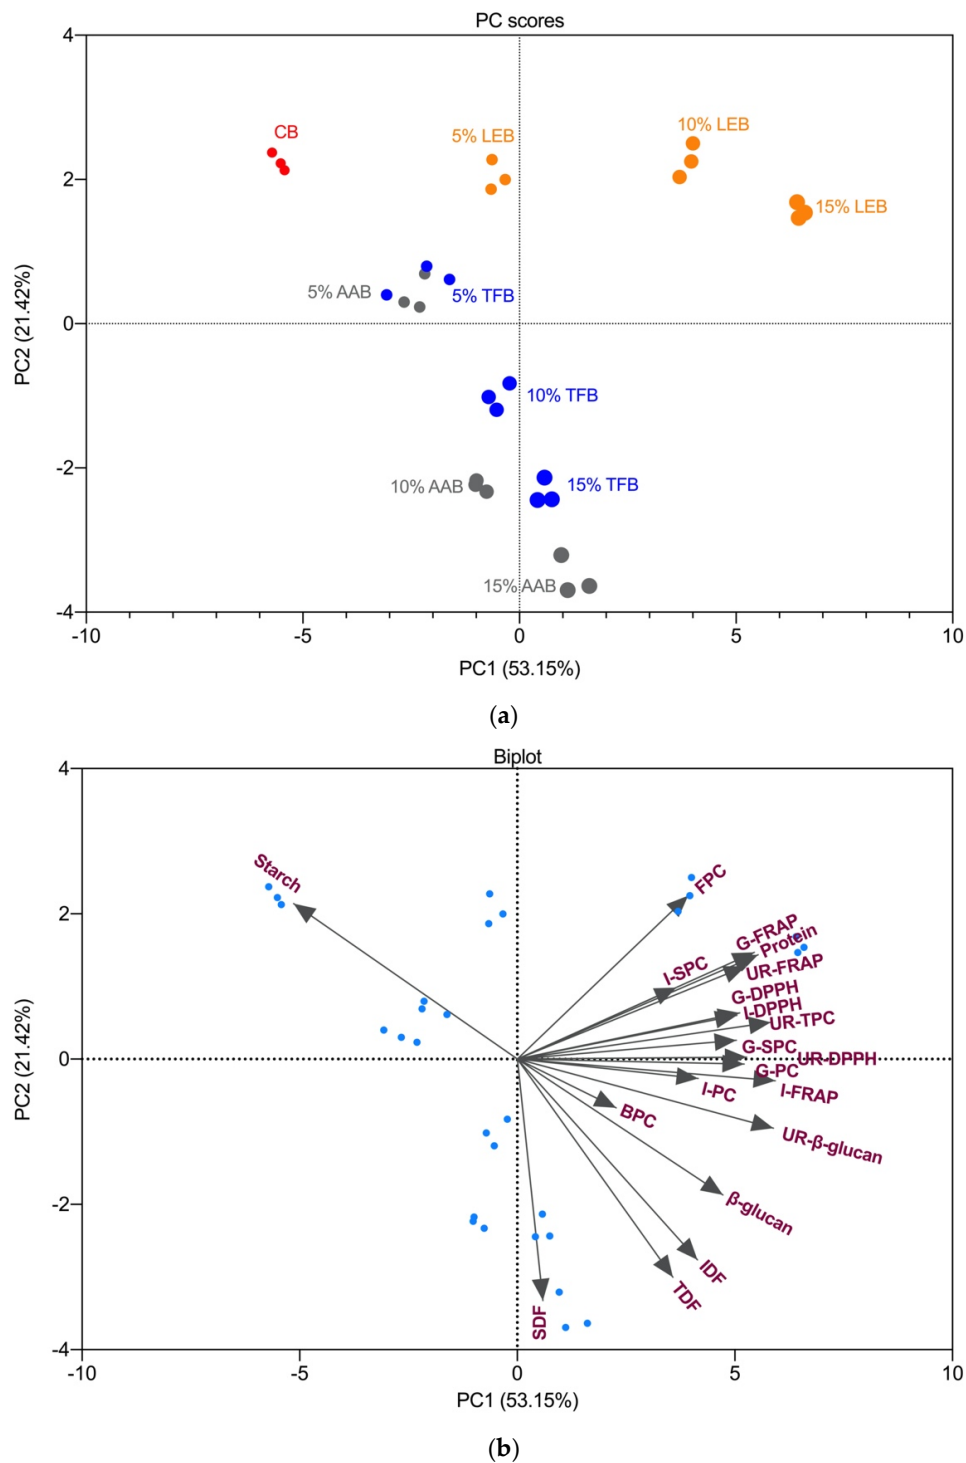 PC scores
4
CB
5% LEB
10% LEB
2
15% LEB
5% AAB
5% TFB
0
10% TFB
-2
10% AAB
15% TFB
15% AAB
-4
-10
-5
0
5
10
PC2 (21.42%)
PC1 (53.15%)
(a)
Biplot
4
Starch
FPC
2
G-FRAP
Protein
UR-FRAP
I-SPC
G-DPPH
I-DPPH
UR-TPC
G-SPC
UR-DPPH
0
G-PC
I-PC
I-FRAP
BPC
UR-β-glucan
β-glucan
-2
IDF
TDF
SDF
-4
-10
-5
0
5
10
PC2 (21.42%)
PC1 (53.15%)
(b)